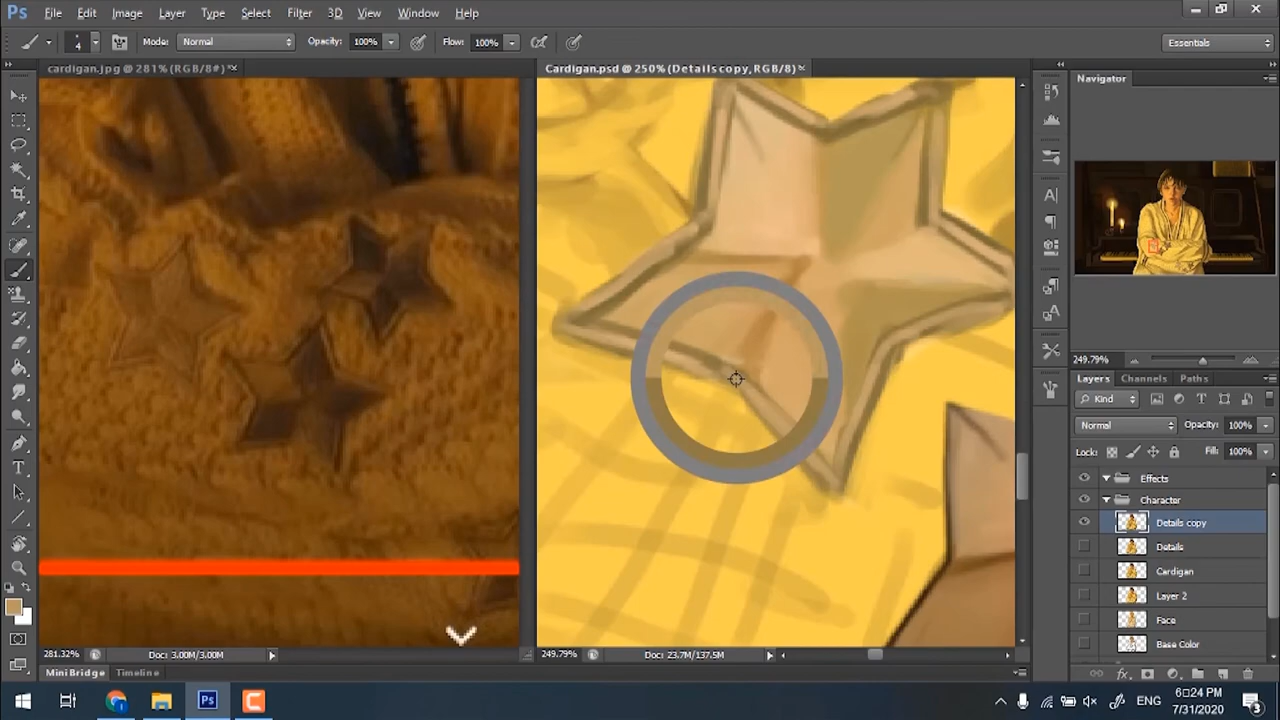 Ps File Edit Image Layer Type Select Filter 3D View Window Help
4 Mode: Normal Opacity: 100% Flow: 100% Essentials
cardigan.jpg @ 281% (RGB/8#) Cardigan.psd @ 250% (Details copy, RGB/8)
Navigator
249.79%
Layers Channels Paths
Kind
Normal Opacity: 100%
Lock: Fill: 100%
Effects
Character
Details copy
Details
Cardigan
Layer 2
Face
Base Color
281.32% Doc: 3.00M/3.00M 249.79% Doc: 23.7M/137.5M
Mini Bridge Timeline
Ps ENG 6:24 PM
7/31/2020 3